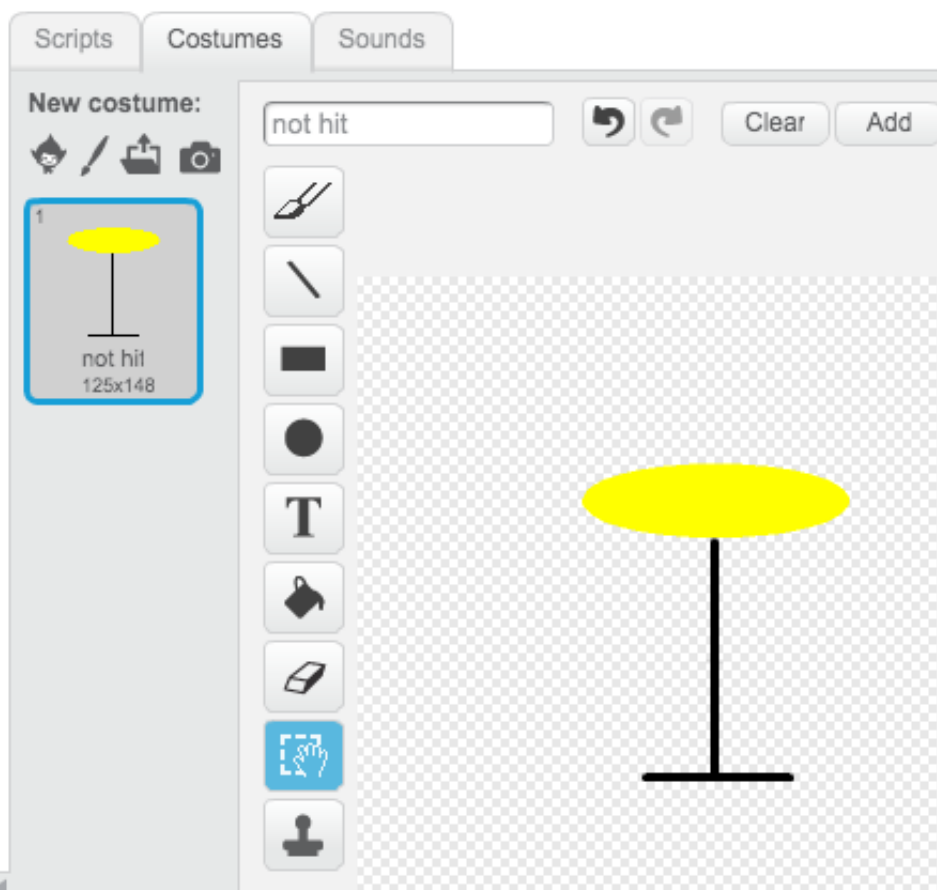 Scripts Costumes Sounds
New costume:
not hit Clear Add
1
not hit
125x148
T